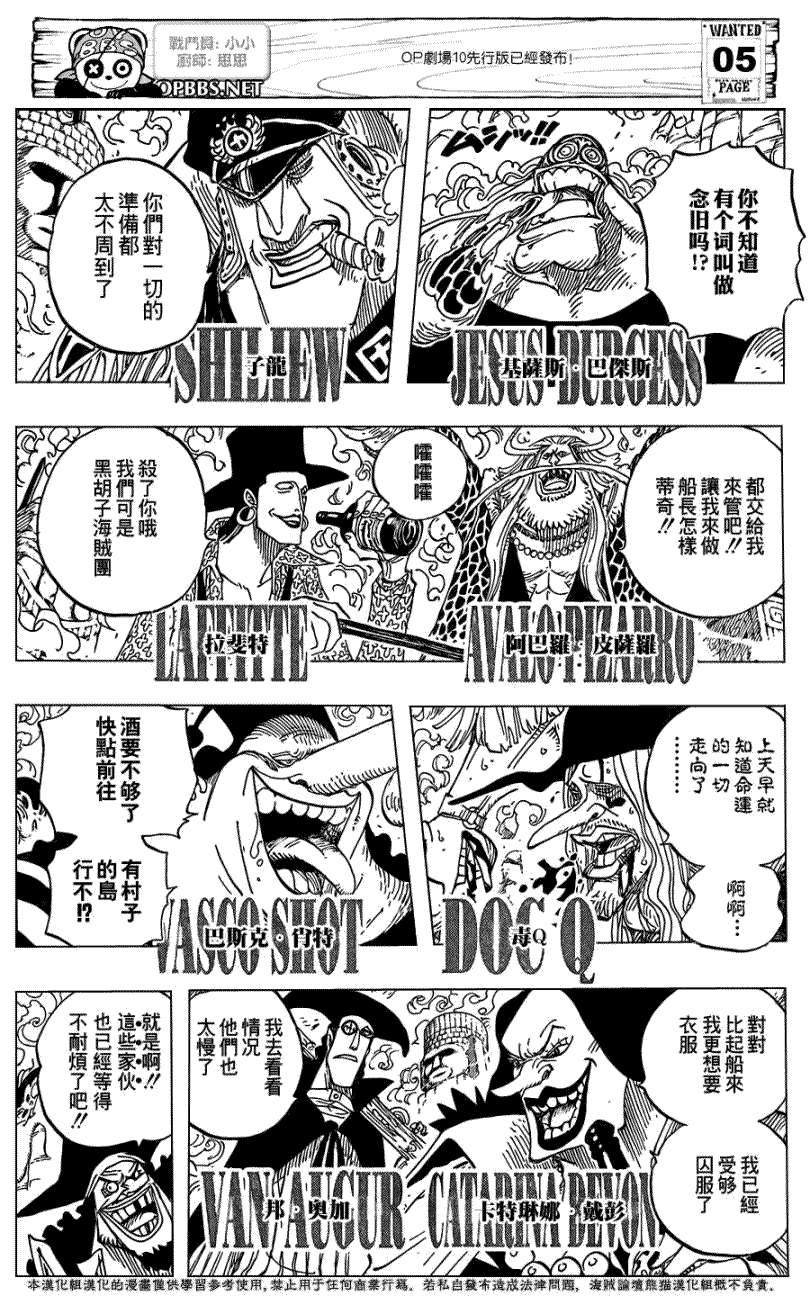 戰鬥員: 小小
廚師: 思思
OPBBS.NET
OP劇場10先行版已經發布!
WANTED
05
PAGE
你不知道
有个词叫做
念旧吗!?
ムシッ!!
JESUS·BURGESS
基薩斯·巴傑斯
你們對一切的
準備都
太不周到了
SHILIEW
子龍
都交給我
來管吧!!
讓我來做
船長怎樣
蒂奇!!
嚯
嚯
嚯
AVALO PIZARRO
阿巴羅·皮薩羅
殺了你哦
我們可是
黑胡子海賊團
LAFFITTE
拉斐特
上天早就
知道命運
的一切
走向了
………
啊啊…
DOC Q
毒Q
酒要不够了
快點前往
有村子
的島
行不!?
VASCO SHOT
巴斯克·肖特
對對
比起船來
我更想要
衣服
我已經
受够
囚服了
CATARINA DEVON
卡特琳娜·戴彭
我去看看
情况
他們也
太慢了
VAN AUGUR
邦·奥加
就是啊!!
這些家伙
也已經等得
不耐煩了吧!!
本漢化組漢化的漫畫僅供學習參考使用,禁止用于任何商業行爲。若私自發布造成法律問題,海賊論壇熊猫漢化組概不負責。